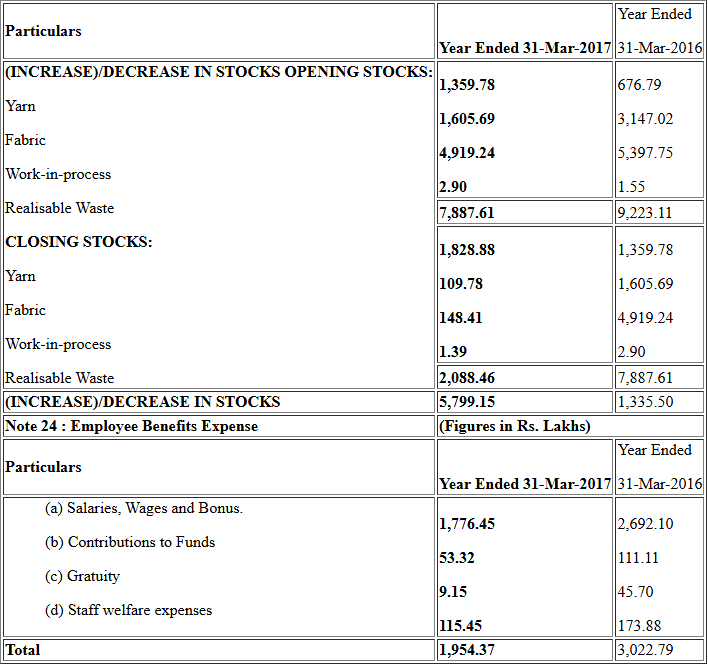 Particulars Year Ended 31-Mar-2017 Year Ended 31-Mar-2016
(INCREASE)/DECREASE IN STOCKS OPENING STOCKS:
Yarn 1,359.78 676.79
Fabric 1,605.69 3,147.02
Work-in-process 4,919.24 5,397.75
Realisable Waste 2.90 1.55
7,887.61 9,223.11
CLOSING STOCKS:
Yarn 1,828.88 1,359.78
Fabric 109.78 1,605.69
Work-in-process 148.41 4,919.24
Realisable Waste 1.39 2.90
2,088.46 7,887.61
(INCREASE)/DECREASE IN STOCKS 5,799.15 1,335.50
Note 24 : Employee Benefits Expense (Figures in Rs. Lakhs)
Particulars Year Ended 31-Mar-2017 Year Ended 31-Mar-2016
(a) Salaries, Wages and Bonus. 1,776.45 2,692.10
(b) Contributions to Funds 53.32 111.11
(c) Gratuity 9.15 45.70
(d) Staff welfare expenses 115.45 173.88
Total 1,954.37 3,022.79